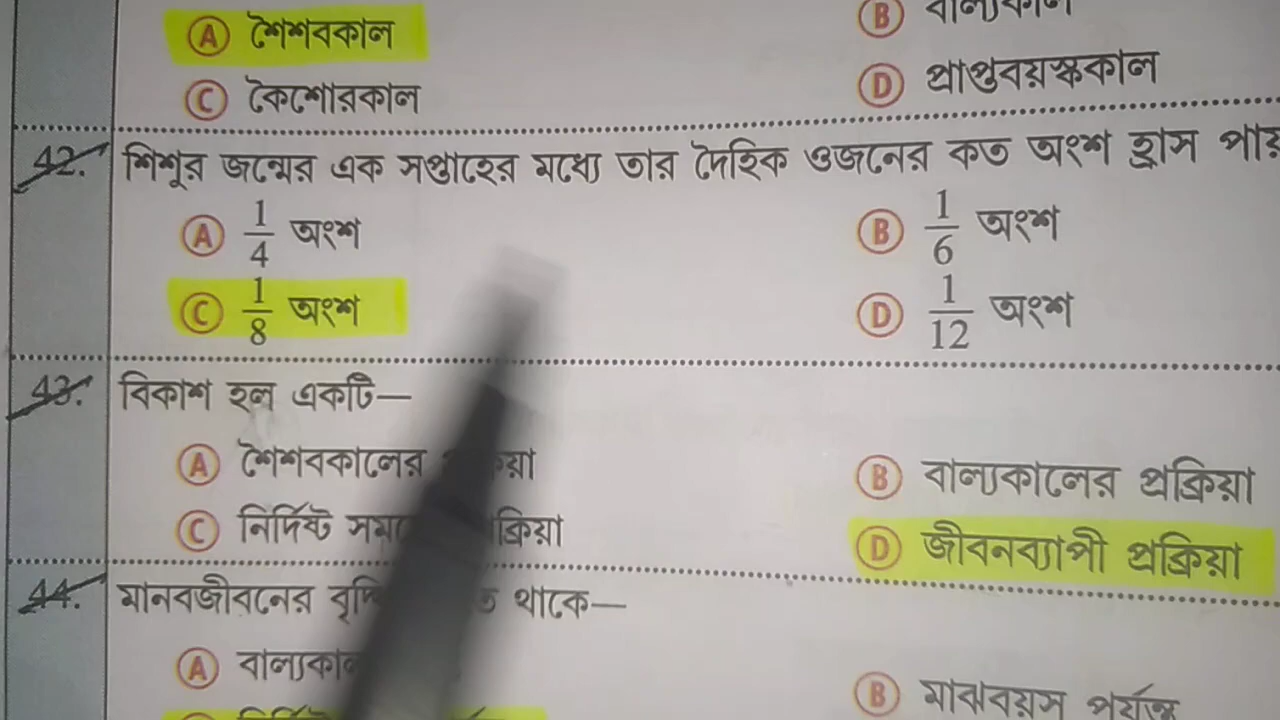 A শৈশবকাল
B বাল্যকাল
C কৈশোরকাল
D প্রাপ্তবয়স্ককাল
42. শিশুর জন্মের এক সপ্তাহের মধ্যে তার দৈহিক ওজনের কত অংশ হ্রাস পায়
A 1/4 অংশ
B 1/6 অংশ
C 1/8 অংশ
D 1/12 অংশ
43. বিকাশ হল একটি—
A শৈশবকালের
B বাল্যকালের প্রক্রিয়া
C নির্দিষ্ট
D জীবনব্যাপী প্রক্রিয়া
44. মানবজীবনের থাকে—
A
B মাঝবয়স পর্যন্ত